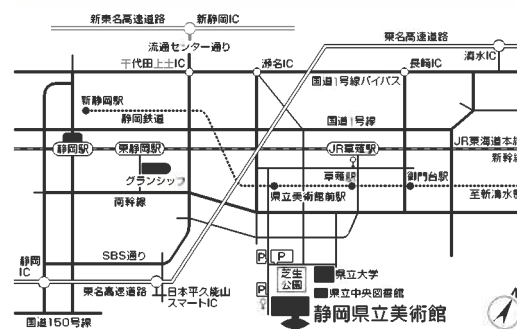 新東名高速道路
新静岡IC
東名高速道路
流通センター通り
清水IC
千代田上土IC
瀬名IC
長崎IC
国道1号線バイパス
新静岡駅
静岡鉄道
国道1号線
静岡駅
東静岡駅
JR草薙駅
JR東海道本線
新幹線
グランシップ
草薙駅
御門台駅
県立美術館前駅
至新清水駅
南幹線
SBS通り
静岡
IC
P
P
芝生
公園
県立大学
東名高速道路
日本平久能山
スマートIC
P
県立中央図書館
静岡県立美術館
国道150号線